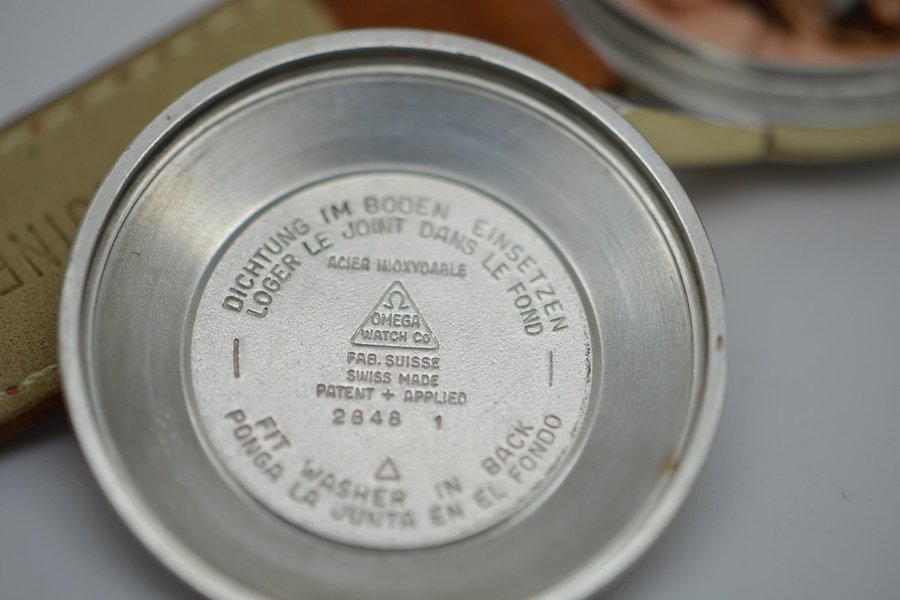 DICHTUNG IM BODEN EINSETZEN
LOGER LE JOINT DANS LE FOND
ACIER INOXYDABLE
Ω
OMEGA
WATCH Co
FAB. SUISSE
SWISS MADE
PATENT + APPLIED
2848 1
FIT WASHER IN BACK
PONGA LA JUNTA EN EL FONDO